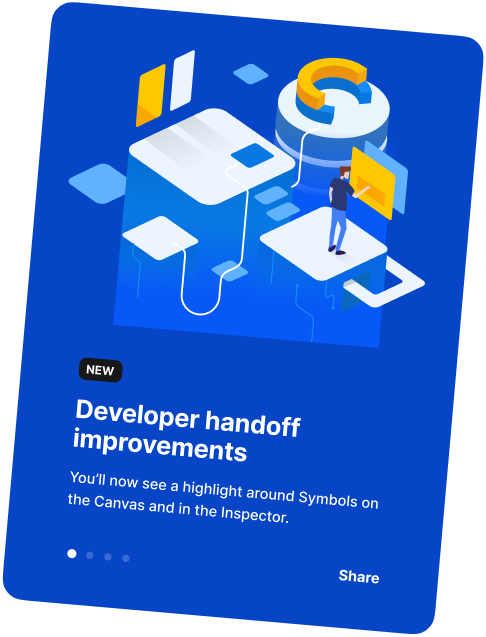 NEW
Developer handoff
improvements
You’ll now see a highlight around Symbols on
the Canvas and in the Inspector.
Share